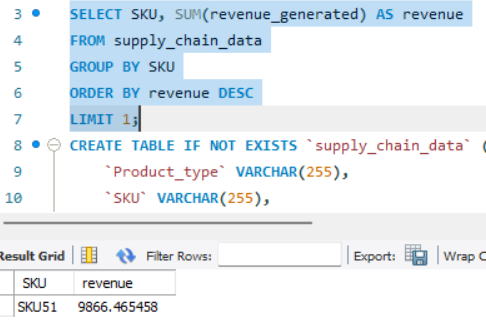 3 SELECT SKU, SUM(revenue_generated) AS revenue
4 FROM supply_chain_data
5 GROUP BY SKU
6 ORDER BY revenue DESC
7 LIMIT 1;
8 CREATE TABLE IF NOT EXISTS `supply_chain_data` (
9 `Product_type` VARCHAR(255),
10 `SKU` VARCHAR(255),
Result Grid Filter Rows: Export: Wrap C
SKU revenue
SKU51 9866.465458